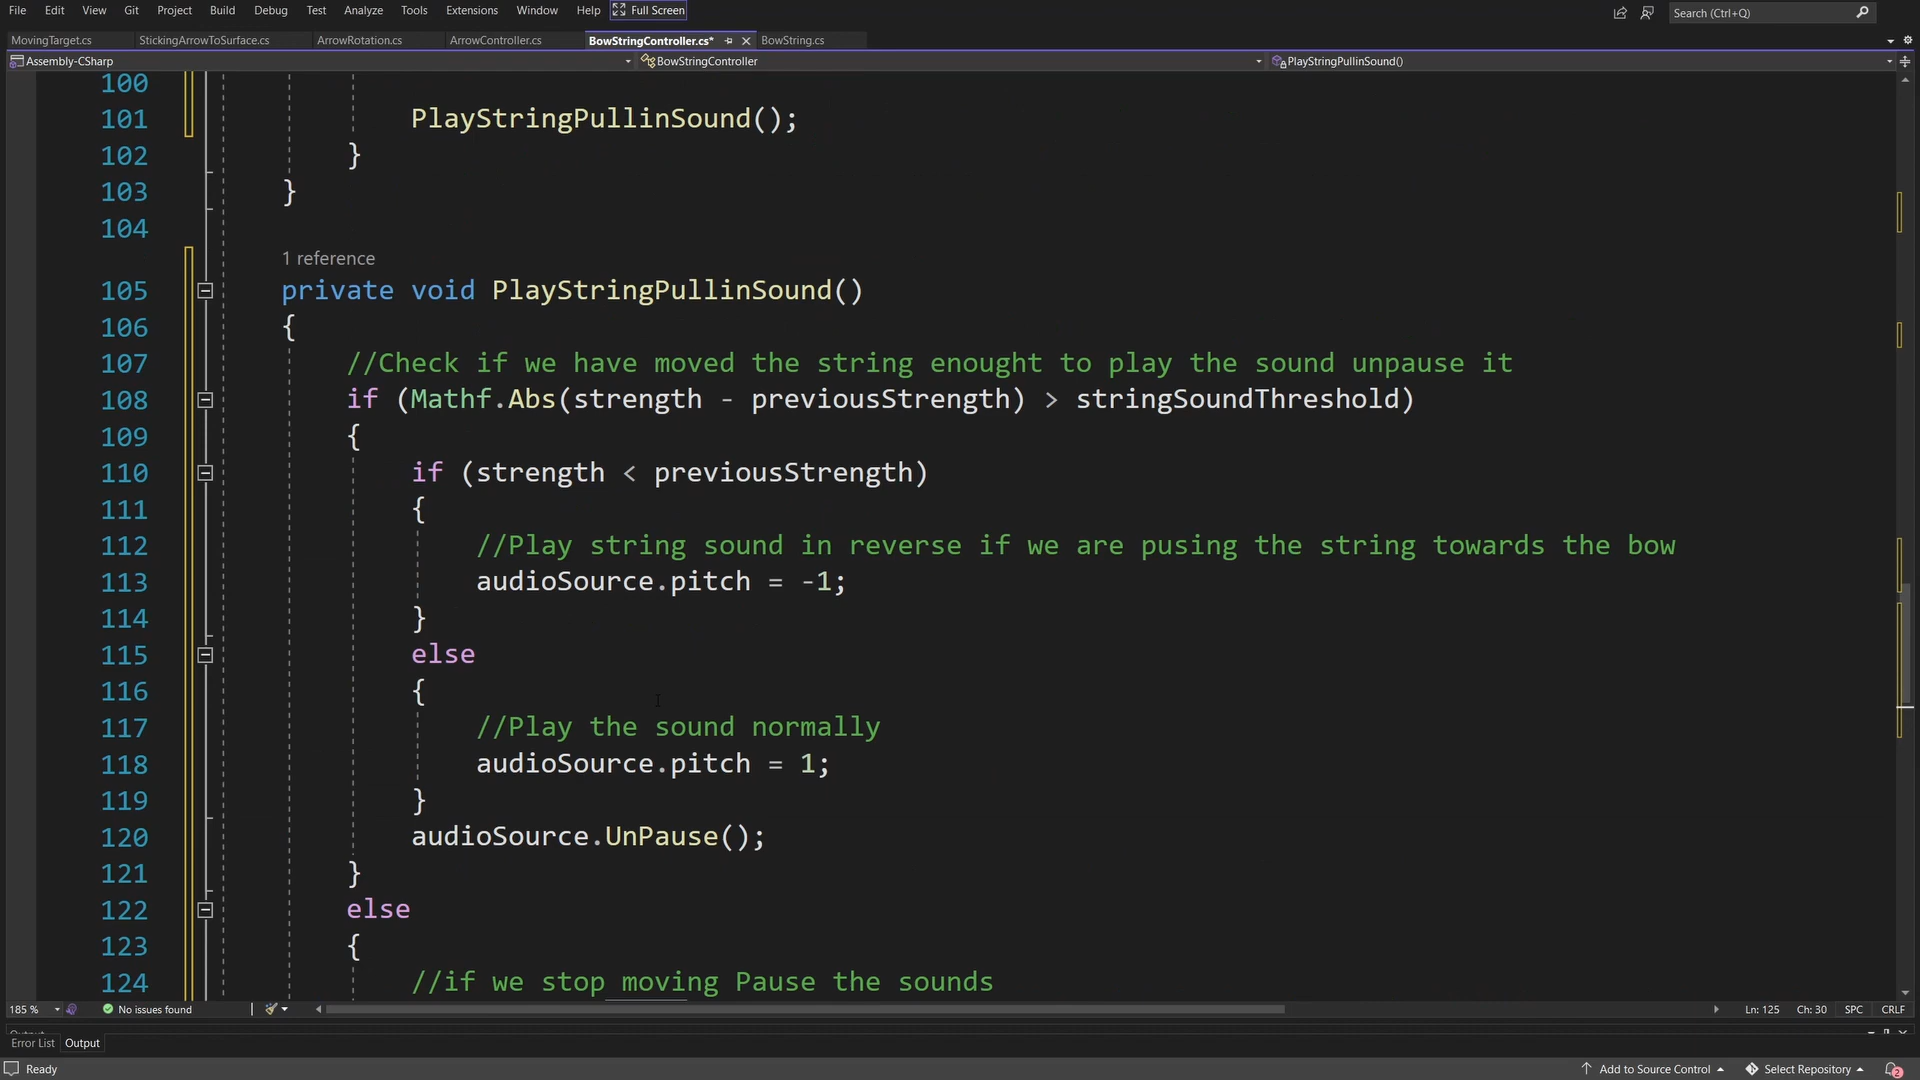 File Edit View Git Project Build Debug Test Analyze Tools Extensions Window Help Full Screen Search (Ctrl+Q)
MovingTarget.cs StickingArrowToSurface.cs ArrowRotation.cs ArrowController.cs BowStringController.cs* BowString.cs
Assembly-CSharp BowStringController PlayStringPullinSound()
100
101 PlayStringPullinSound();
102 }
103 }
104
1 reference
105 private void PlayStringPullinSound()
106 {
107 //Check if we have moved the string enought to play the sound unpause it
108 if (Mathf.Abs(strength - previousStrength) > stringSoundThreshold)
109 {
110 if (strength < previousStrength)
111 {
112 //Play string sound in reverse if we are pusing the string towards the bow
113 audioSource.pitch = -1;
114 }
115 else
116 {
117 //Play the sound normally
118 audioSource.pitch = 1;
119 }
120 audioSource.UnPause();
121 }
122 else
123 {
124 //if we stop moving Pause the sounds
185 % No issues found Ln: 125 Ch: 30 SPC CRLF
Output
Error List Output
Ready Add to Source Control Select Repository 2